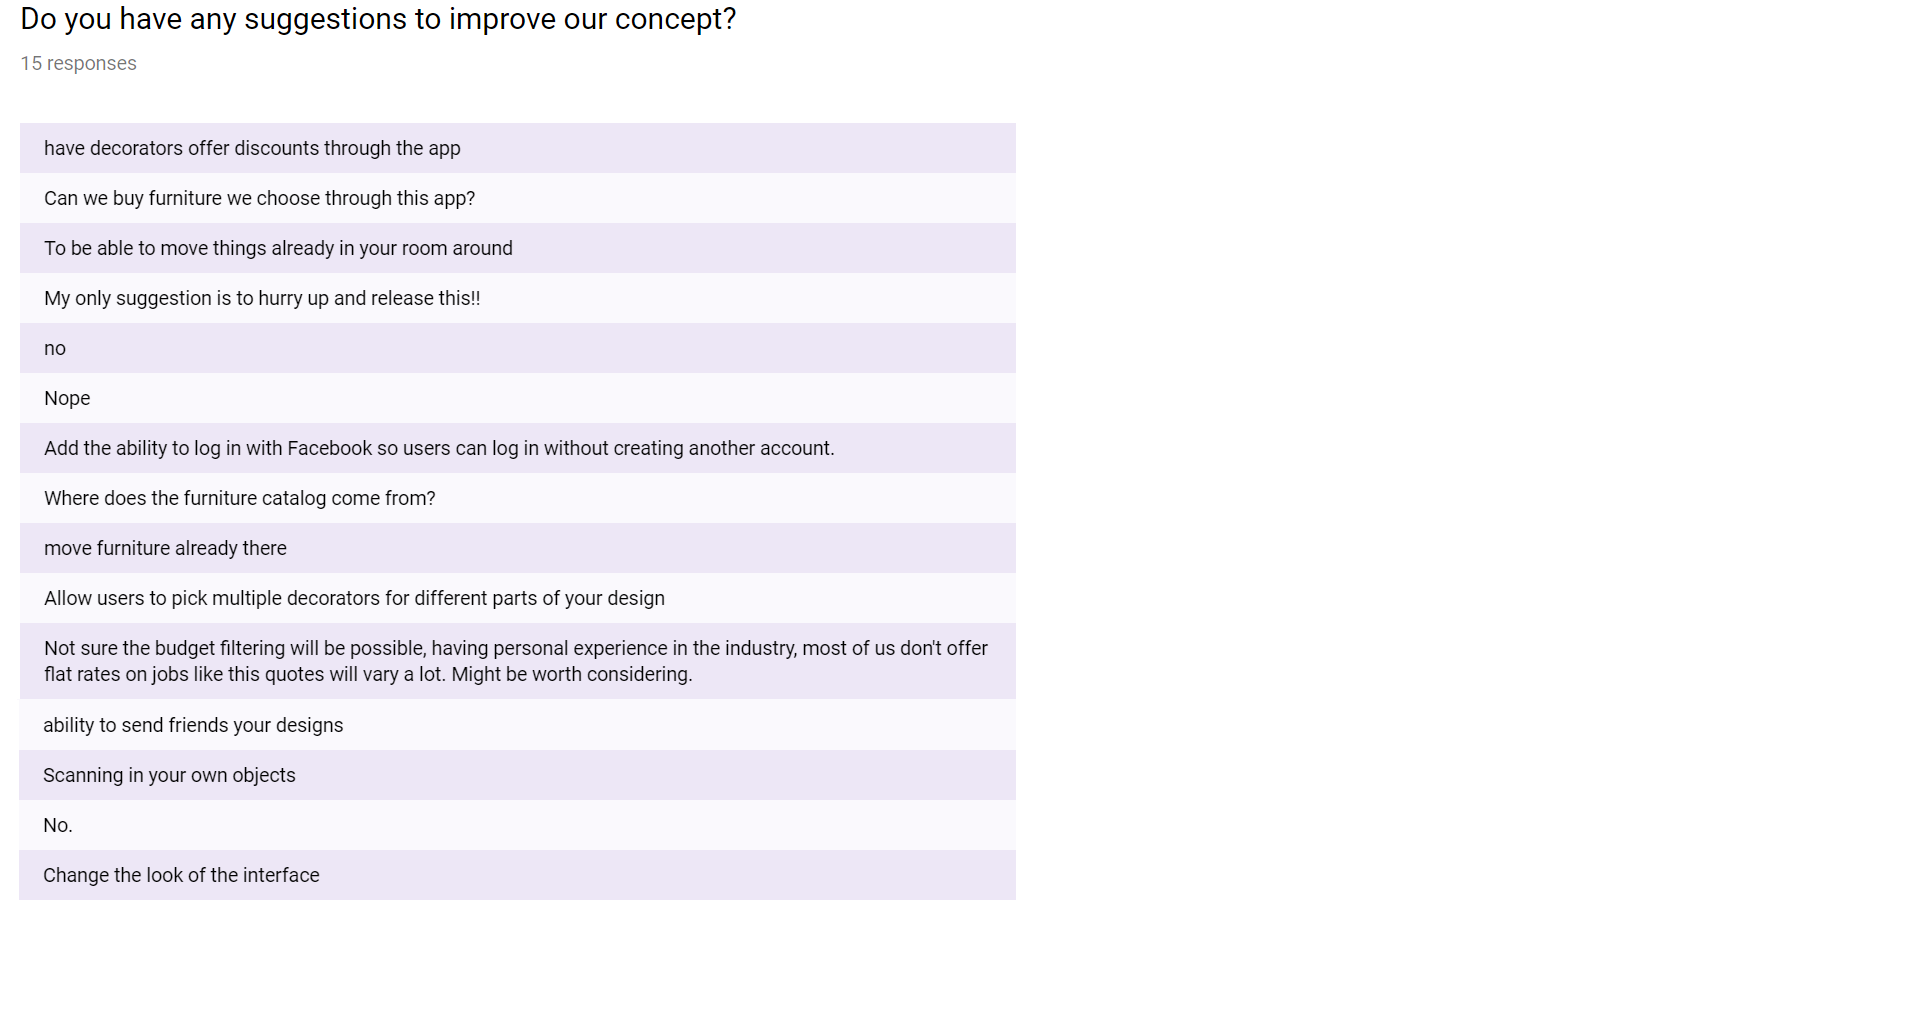 Do you have any suggestions to improve our concept?
15 responses
have decorators offer discounts through the app
Can we buy furniture we choose through this app?
To be able to move things already in your room around
My only suggestion is to hurry up and release this!!
no
Nope
Add the ability to log in with Facebook so users can log in without creating another account.
Where does the furniture catalog come from?
move furniture already there
Allow users to pick multiple decorators for different parts of your design
Not sure the budget filtering will be possible, having personal experience in the industry, most of us don't offer
flat rates on jobs like this quotes will vary a lot. Might be worth considering.
ability to send friends your designs
Scanning in your own objects
No.
Change the look of the interface